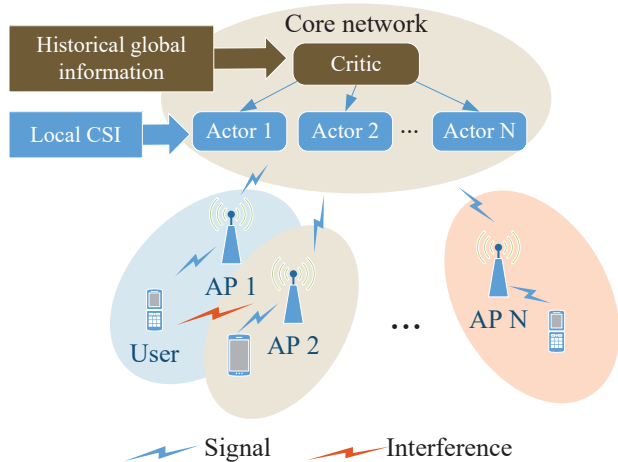 Core network
Historical global
information
Critic
Local CSI
Actor 1
Actor 2
...
Actor N
AP 1
User
AP 2
...
AP N
Signal
Interference